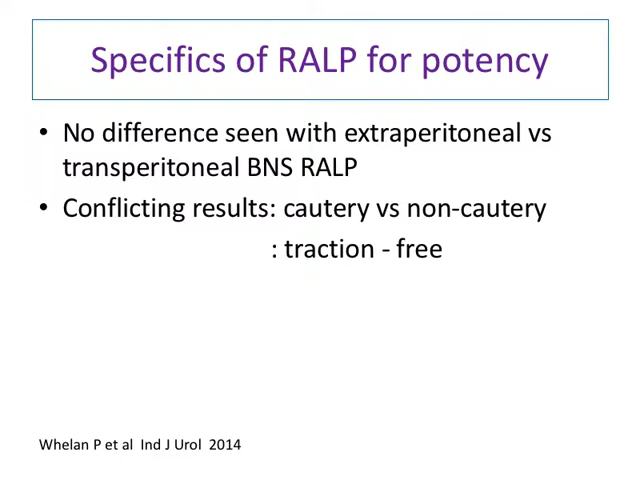 Specifics of RALP for potency
• No difference seen with extraperitoneal vs
transperitoneal BNS RALP
• Conflicting results: cautery vs non-cautery
: traction - free
Whelan P et al Ind J Urol 2014